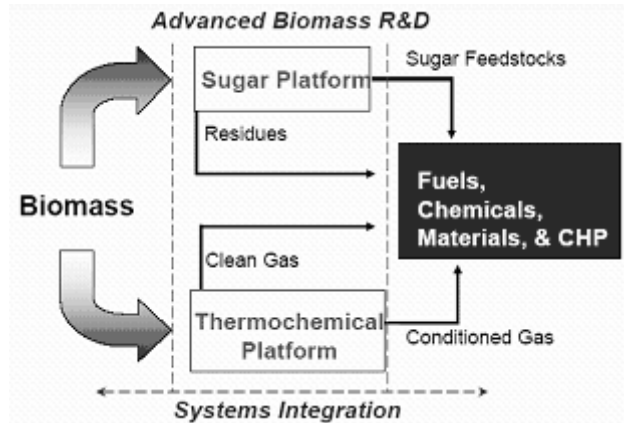 Advanced Biomass R&D
Sugar Platform
Sugar Feedstocks
Residues
Biomass
Fuels,
Chemicals,
Materials, & CHP
Clean Gas
Thermochemical
Platform
Conditioned Gas
Systems Integration